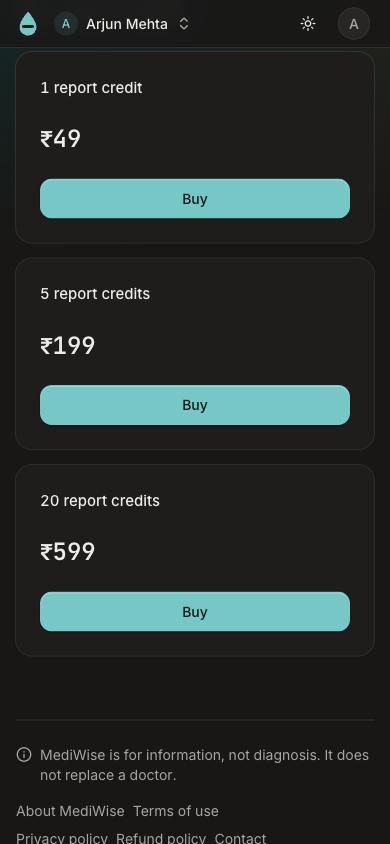 A Arjun Mehta A
1 report credit
₹49
Buy
5 report credits
₹199
Buy
20 report credits
₹599
Buy
MediWise is for information, not diagnosis. It does
not replace a doctor.
About MediWise Terms of use
Privacy policy Refund policy Contact